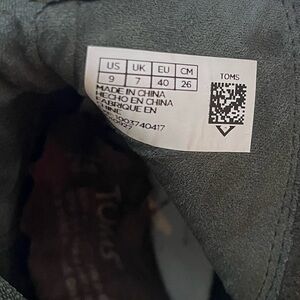 US UK EU CM
9 7 40 26
TOMS
MADE IN CHINA
HECHO EN CHINA
FABRIQUE EN
TOMS